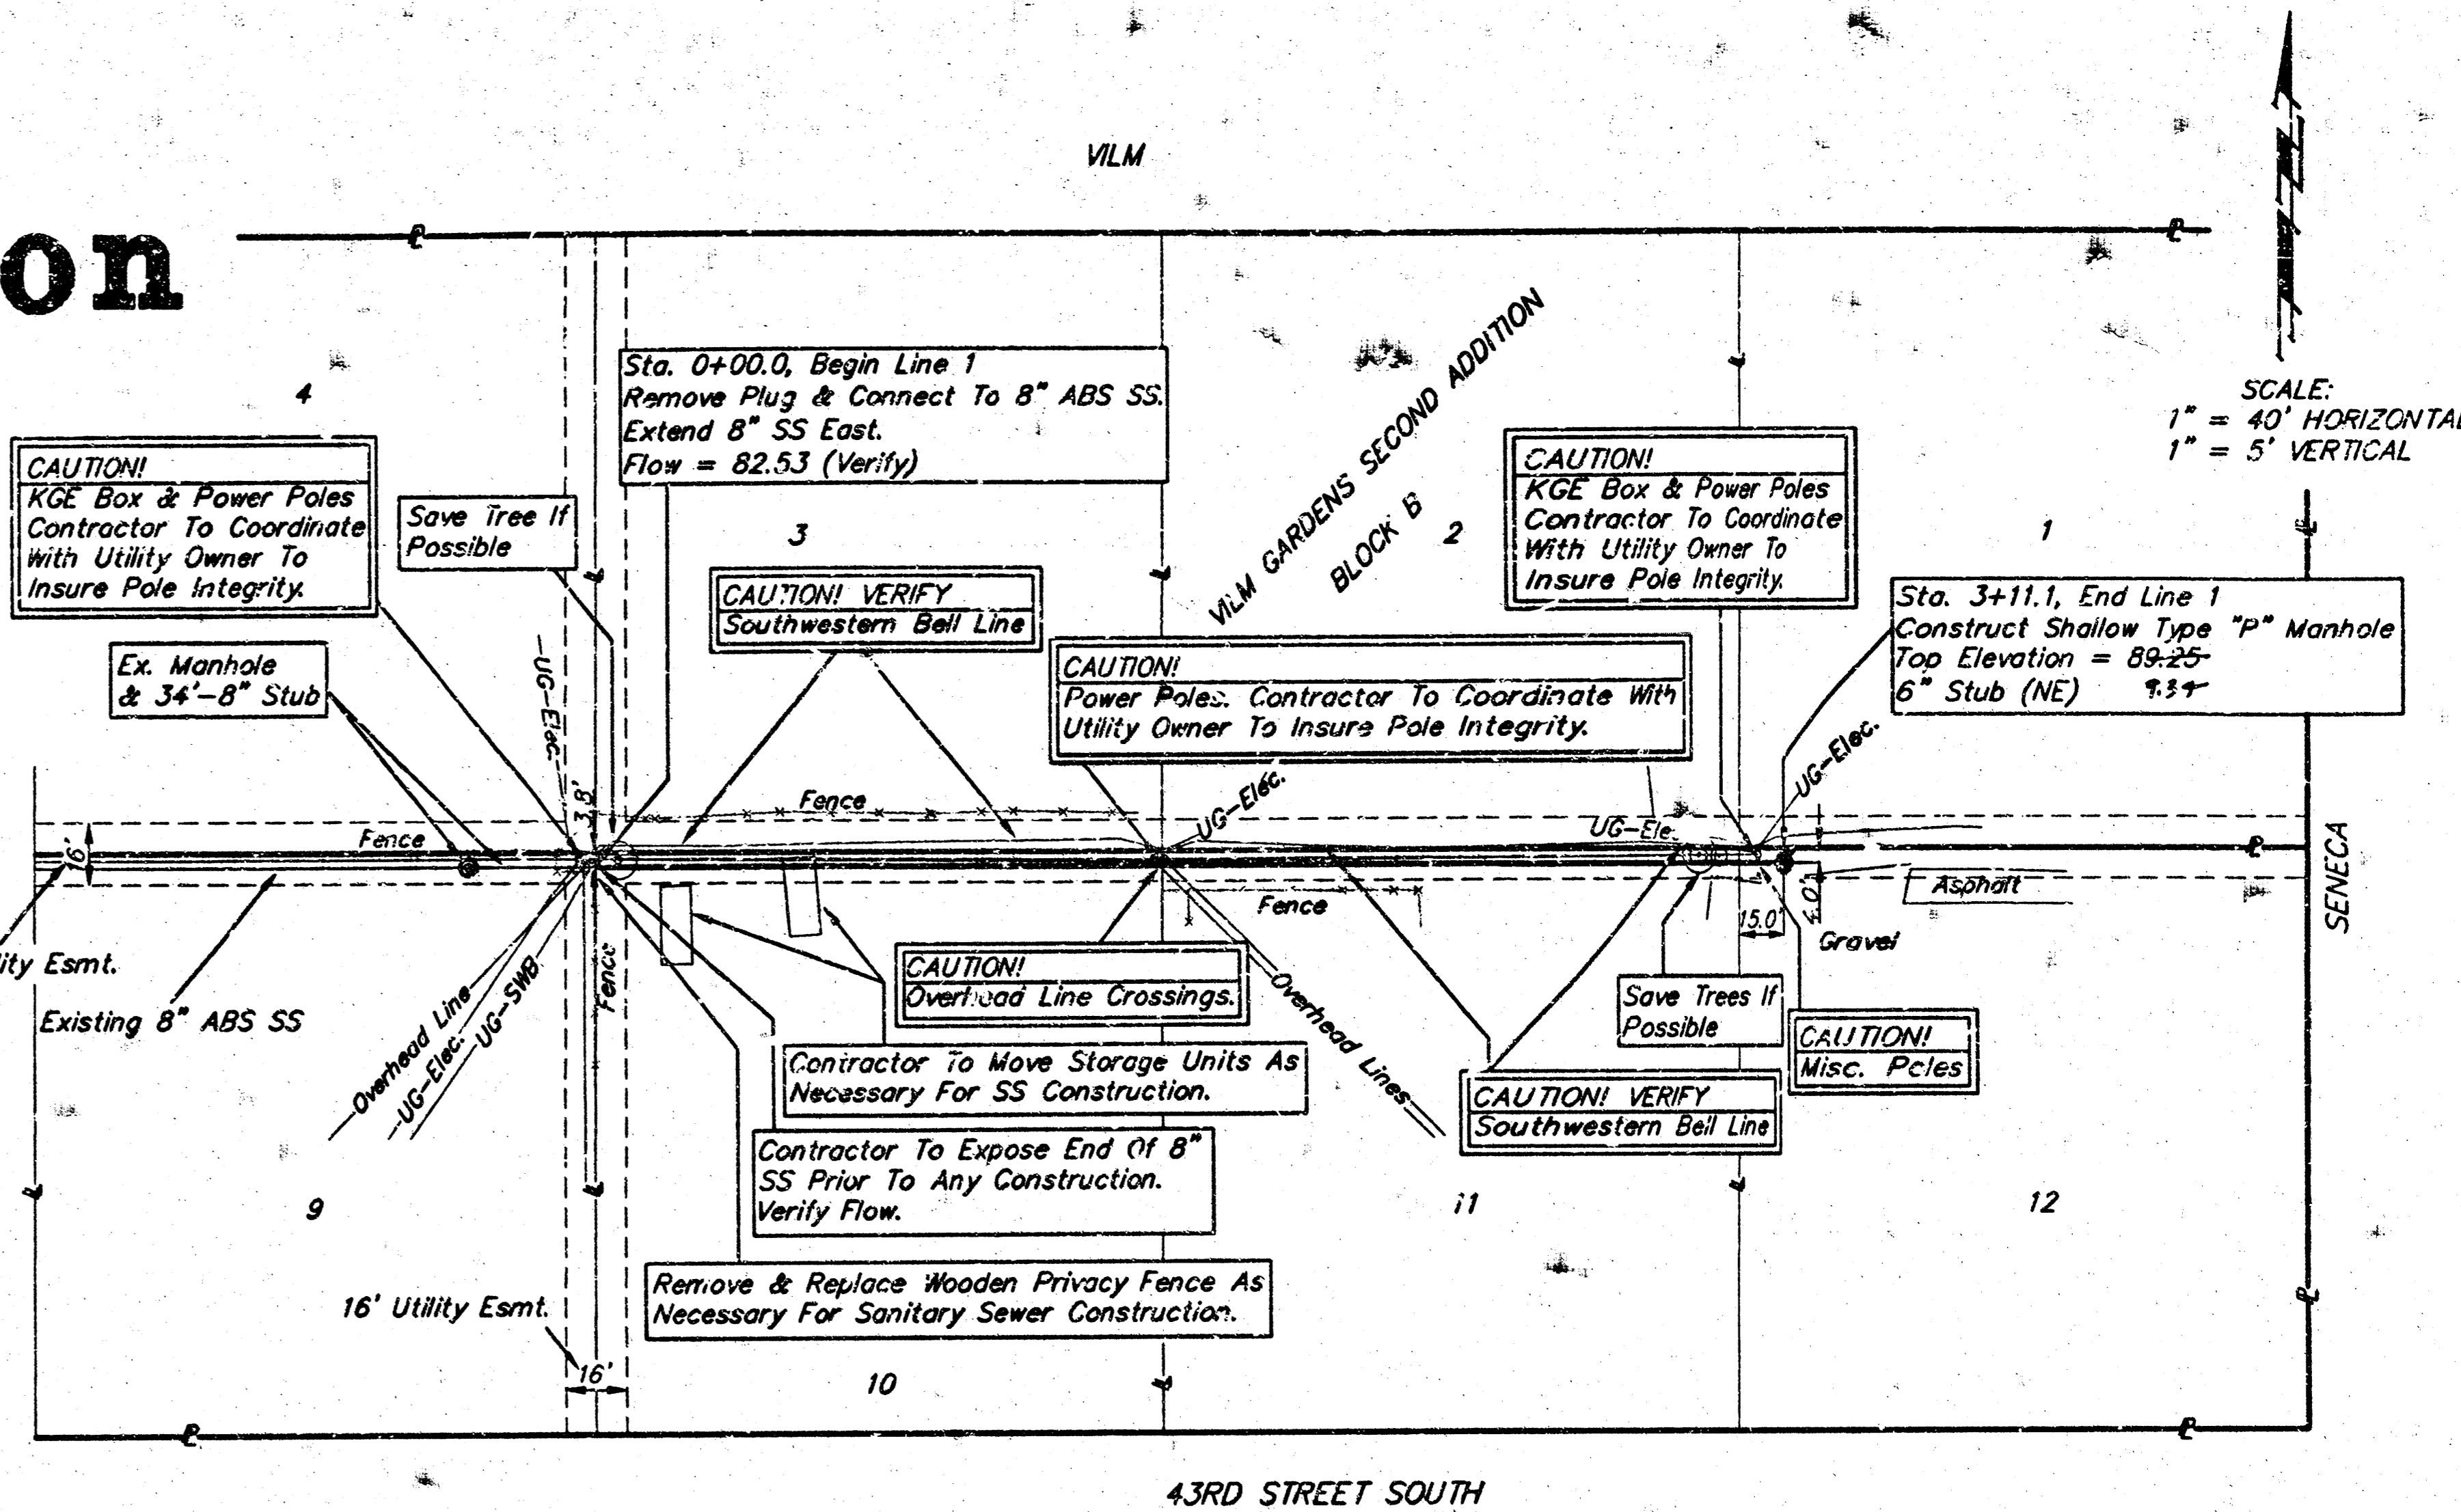 on
VILM
SCALE:
1" = 40' HORIZONTAL
1" = 5' VERTICAL
4
Sta. 0+00.0, Begin Line 1
Remove Plug & Connect To 8" ABS SS.
Extend 8" SS East.
Flow = 82.53 (Verify)
CAUTION!
KGE Box & Power Poles
Contractor To Coordinate
With Utility Owner To
Insure Pole Integrity.
Save Tree If
Possible
3
VILM GARDENS SECOND ADDITION
BLOCK B
2
CAUTION!
KGE Box & Power Poles
Contractor To Coordinate
With Utility Owner To
Insure Pole Integrity.
1
CAUTION! VERIFY
Southwestern Bell Line
Sta. 3+11.1, End Line 1
Construct Shallow Type "P" Manhole
Top Elevation = 89.25
6" Stub (NE)
Ex. Manhole
& 34'-8" Stub
CAUTION!
Power Poles. Contractor To Coordinate With
Utility Owner To Insure Pole Integrity.
UG-Elec.
3.8'
Fence
UG-Elec.
UG-Elec.
UG-Elec.
16'
Fence
Fence
Asphalt
15.0'
Gravel
SENECA
ity Esmt.
Existing 8" ABS SS
Overhead Line
UG-Elec.
UG-SWB
Fence
CAUTION!
Overhead Line Crossings.
Overhead Lines
Save Trees If
Possible
CAUTION!
Misc. Poles
Contractor To Move Storage Units As
Necessary For SS Construction.
CAUTION! VERIFY
Southwestern Bell Line
Contractor To Expose End Of 8"
SS Prior To Any Construction.
Verify Flow.
9
11
12
Remove & Replace Wooden Privacy Fence As
Necessary For Sanitary Sewer Construction.
16' Utility Esmt.
16'
10
43RD STREET SOUTH